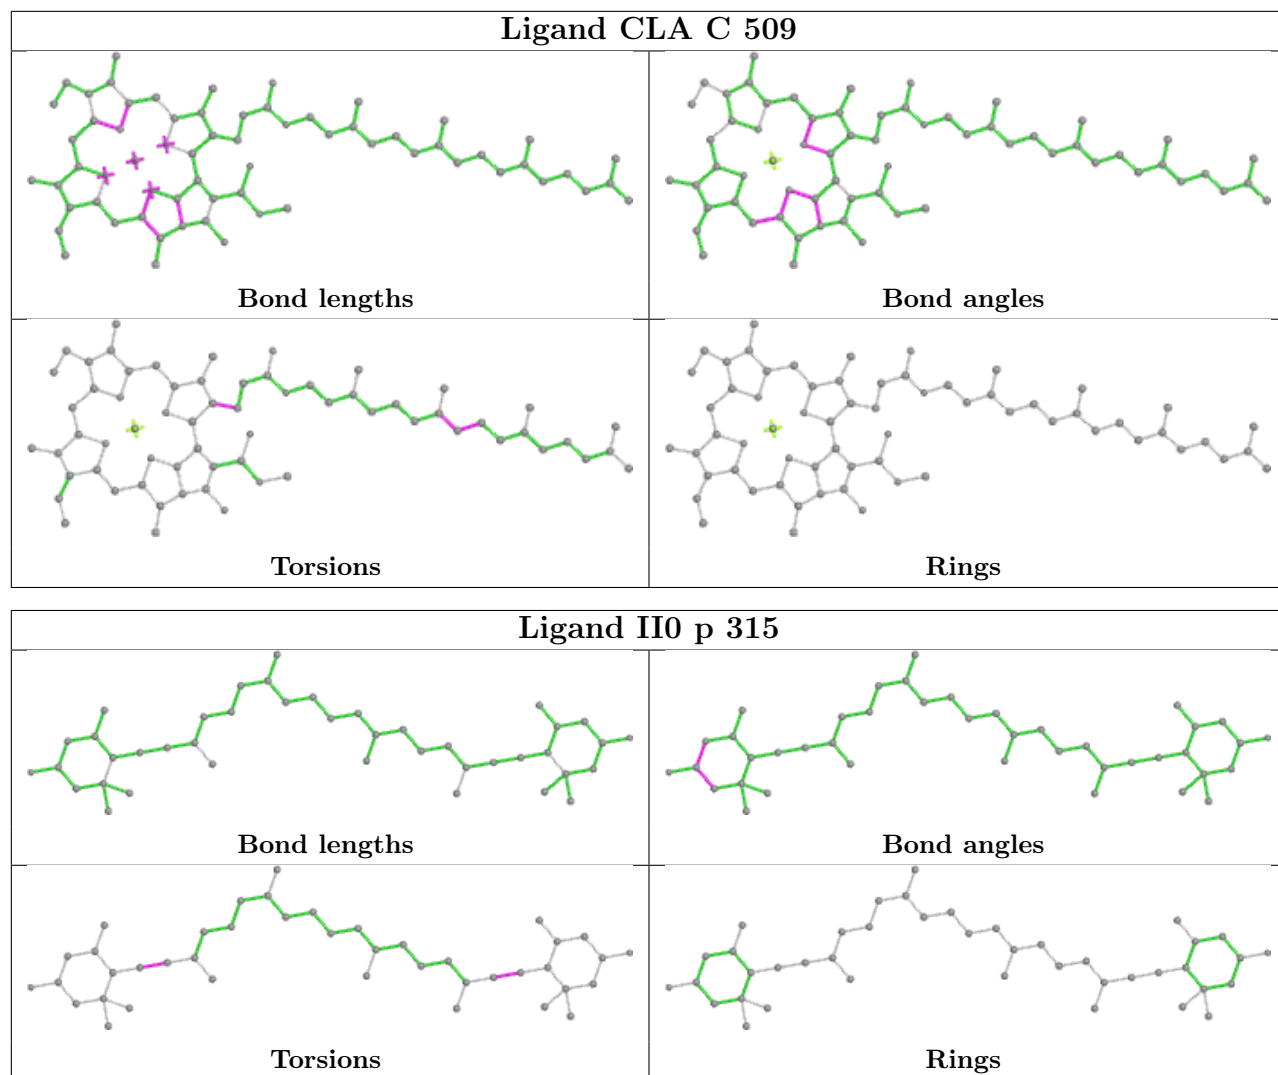 Ligand CLA C 509
Bond lengths
Bond angles
Torsions
Rings
Ligand II0 p 315
Bond lengths
Bond angles
Torsions
Rings